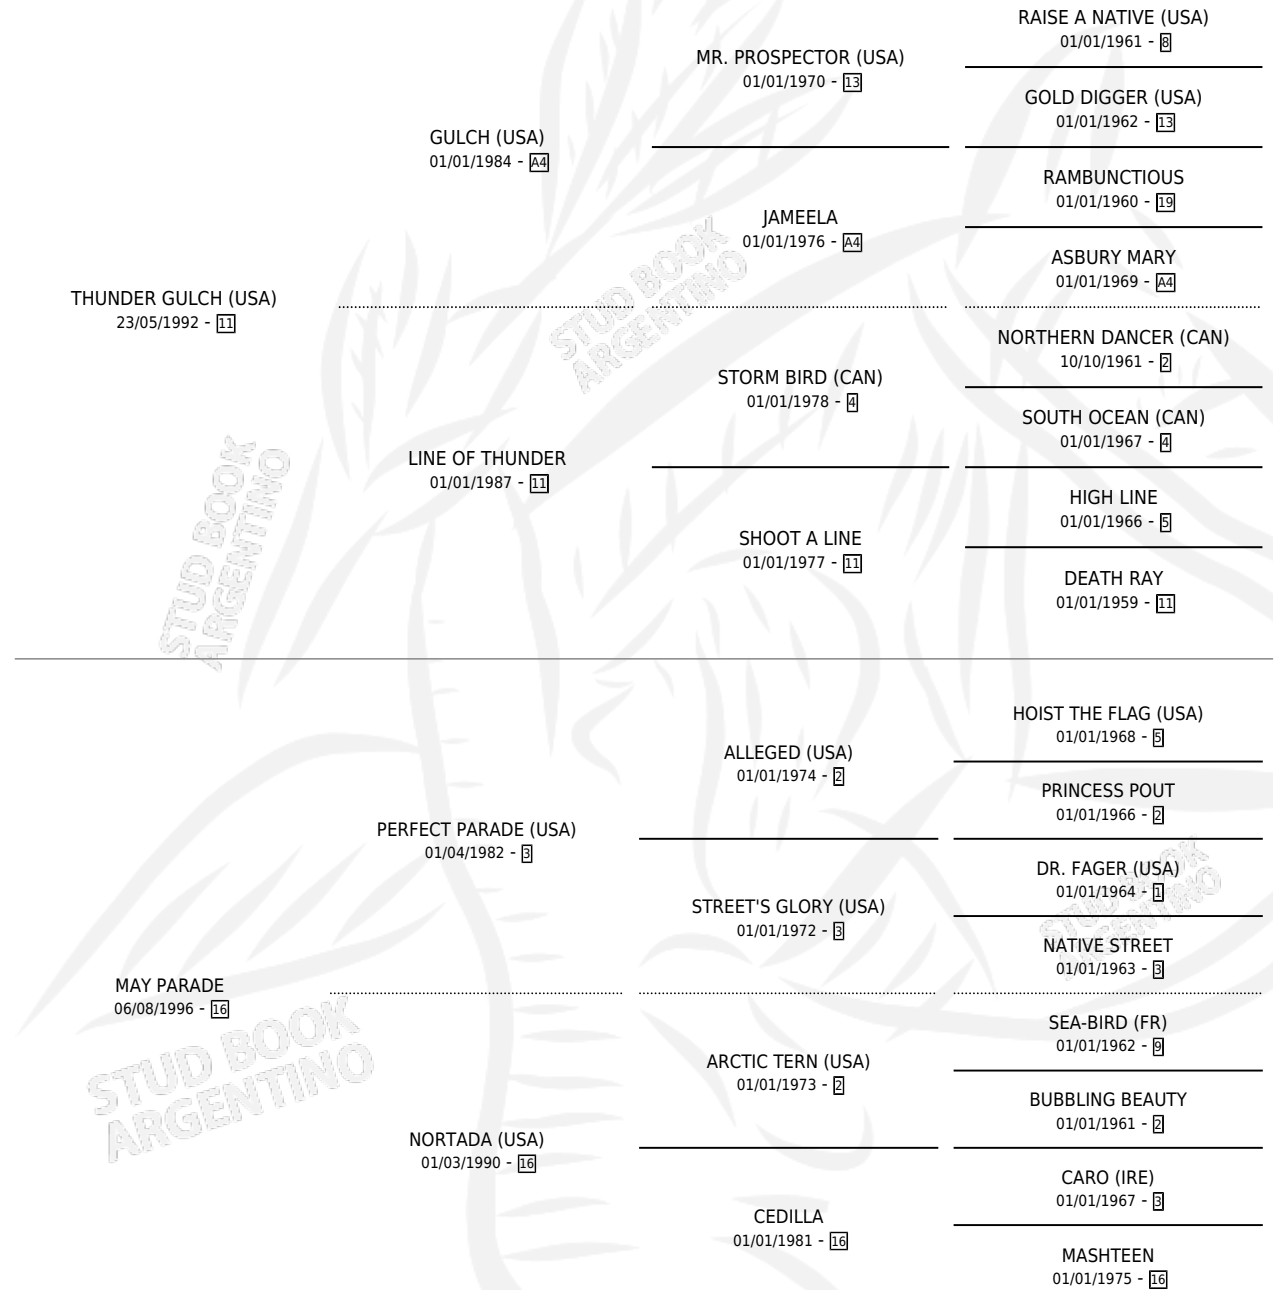 RAISE A NATIVE (USA)
01/01/1961 - 8
MR. PROSPECTOR (USA)
01/01/1970 - 13
GOLD DIGGER (USA)
01/01/1962 - 13
GULCH (USA)
01/01/1984 - A4
RAMBUNCTIOUS
01/01/1960 - 19
JAMEELA
01/01/1976 - A4
ASBURY MARY
01/01/1969 - A4
THUNDER GULCH (USA)
23/05/1992 - 11
STUD BOOK
ARGENTINO
NORTHERN DANCER (CAN)
10/10/1961 - 2
STORM BIRD (CAN)
01/01/1978 - 4
SOUTH OCEAN (CAN)
01/01/1967 - 4
LINE OF THUNDER
01/01/1987 - 11
HIGH LINE
01/01/1966 - 5
SHOOT A LINE
01/01/1977 - 11
DEATH RAY
01/01/1959 - 11
STUD BOOK
ARGENTINO
HOIST THE FLAG (USA)
01/01/1968 - 5
ALLEGED (USA)
01/01/1974 - 2
PRINCESS POUT
01/01/1966 - 2
PERFECT PARADE (USA)
01/04/1982 - 3
DR. FAGER (USA)
01/01/1964 - 1
STREET'S GLORY (USA)
01/01/1972 - 3
STUD BOOK
ARGENTINO
NATIVE STREET
01/01/1963 - 3
MAY PARADE
06/08/1996 - 16
SEA-BIRD (FR)
01/01/1962 - 9
ARCTIC TERN (USA)
01/01/1973 - 2
STUD BOOK
ARGENTINO
BUBBLING BEAUTY
01/01/1961 - 2
NORTADA (USA)
01/03/1990 - 16
CARO (IRE)
01/01/1967 - 3
CEDILLA
01/01/1981 - 16
MASHTEEN
01/01/1975 - 16